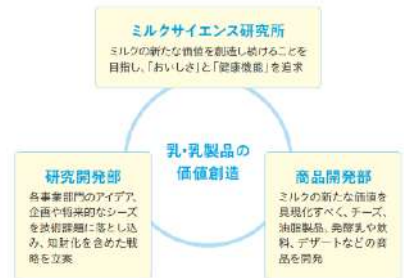 ミルクサイエンス研究所
ミルクの新たな価値を創造し続けることを
目指し、「おいしさ」と「健康機能」を追求
乳・乳製品の
価値創造
研究開発部
各事業部門のアイデア、
企画や将来的なシーズ
を技術課題に落とし込
み、知財化を含めた戦
略を立案
商品開発部
ミルクの新たな価値を
具現化すべく、チーズ、
油脂製品、発酵乳や飲
料、デザートなどの商
品を開発